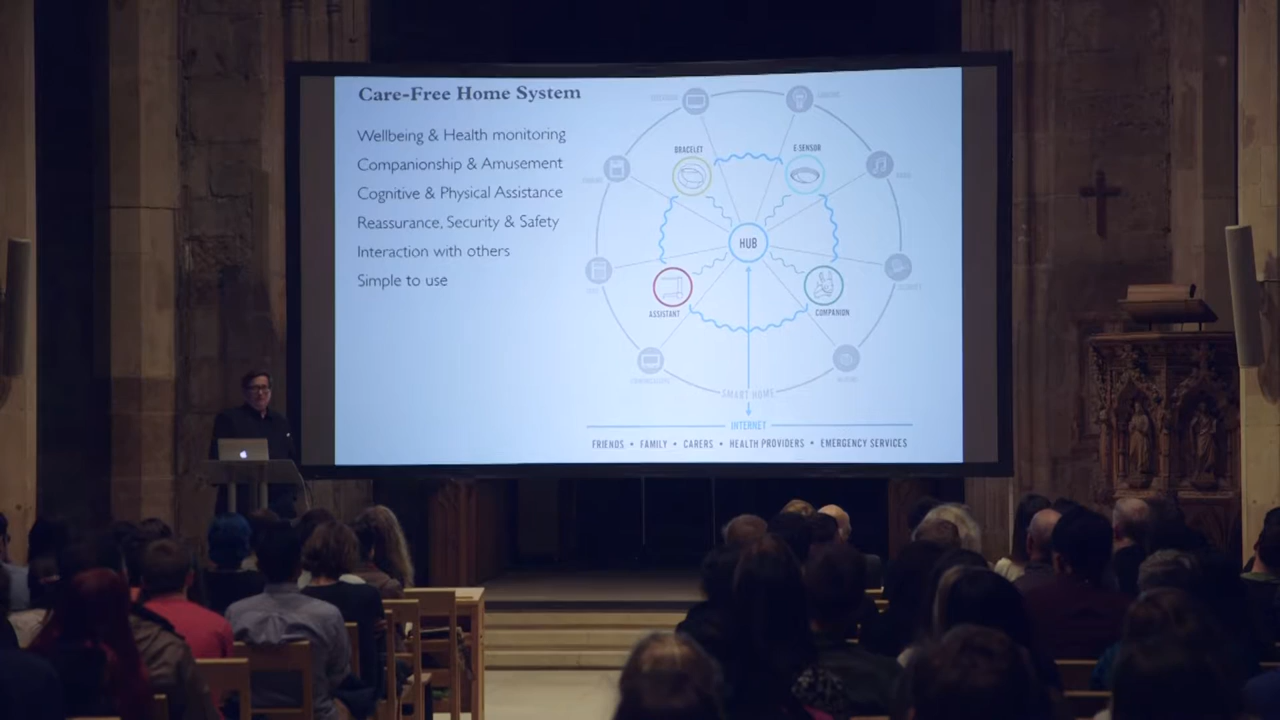 Care-Free Home System
Wellbeing & Health monitoring
Companionship & Amusement
Cognitive & Physical Assistance
Reassurance, Security & Safety
Interaction with others
Simple to use
BRACELET
E-SENSOR
HUB
ASSISTANT
COMPANION
SMART HOME
INTERNET
FRIENDS • FAMILY • CARERS • HEALTH PROVIDERS • EMERGENCY SERVICES